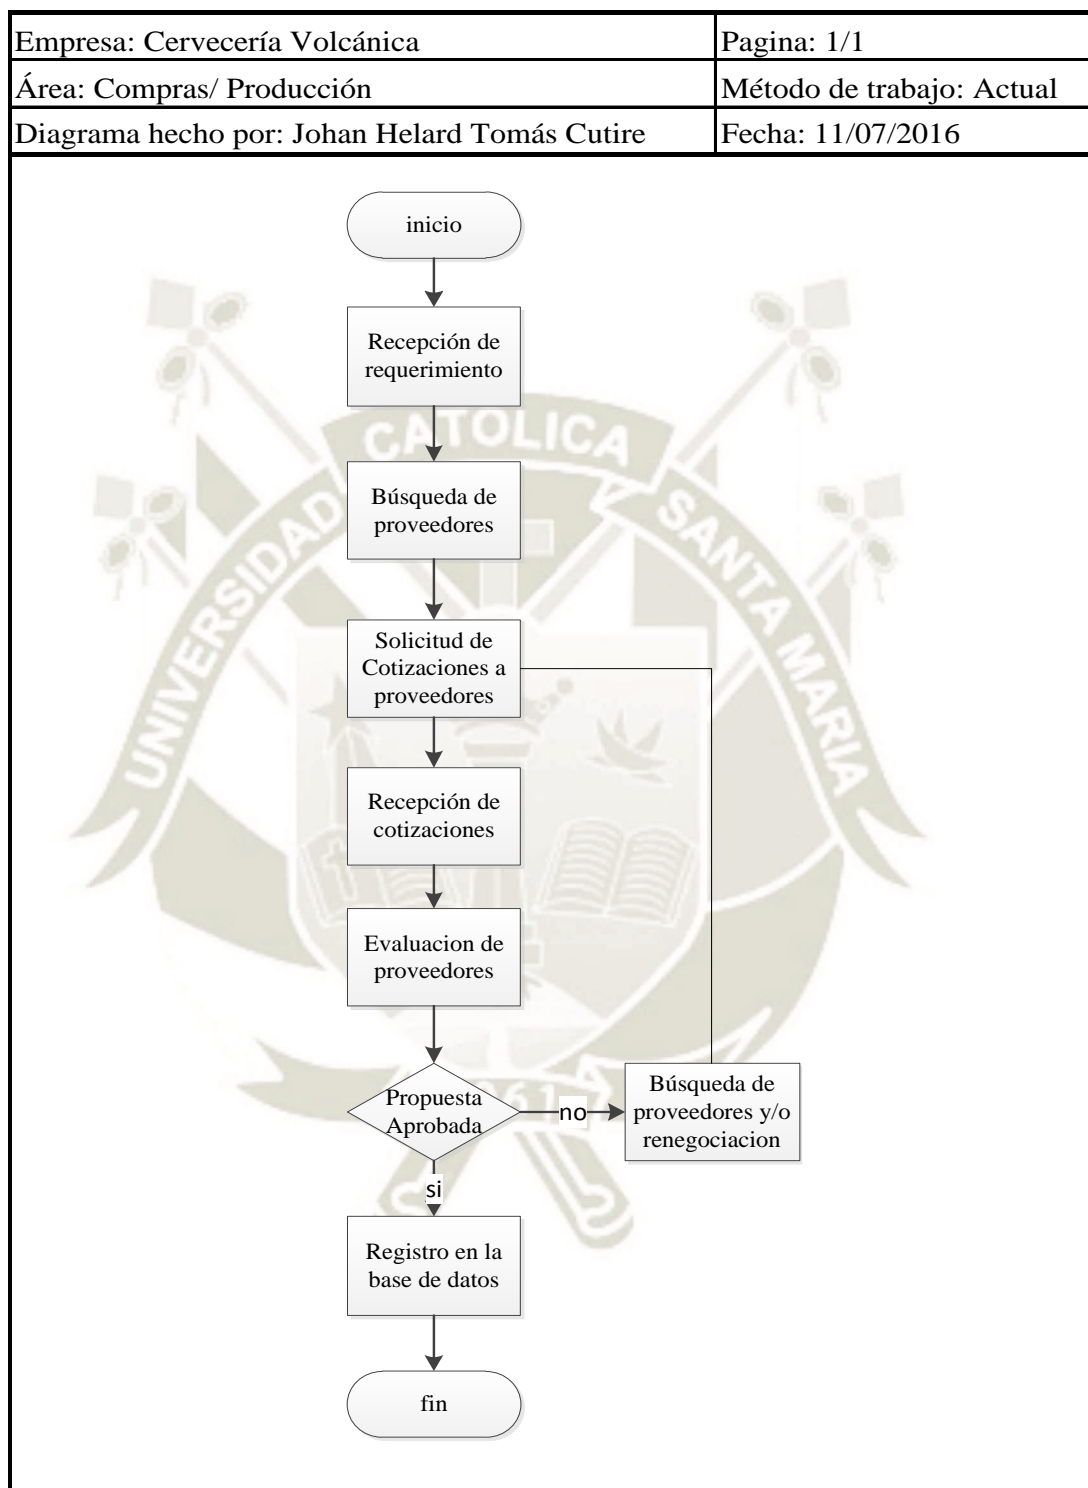 Empresa: Cervecería Volcánica
Pagina: 1/1
Área: Compras/ Producción
Método de trabajo: Actual
Diagrama hecho por: Johan Helard Tomás Cutire
Fecha: 11/07/2016
inicio
Recepción de
requerimiento
CATOLICA
Búsqueda de
proveedores
UNIVERSIDAD
SANTA MARIA
Solicitud de
Cotizaciones a
proveedores
Recepción de
cotizaciones
Evaluacion de
proveedores
Propuesta
Aprobada
no
Búsqueda de
proveedores y/o
renegociacion
si
Registro en la
base de datos
fin